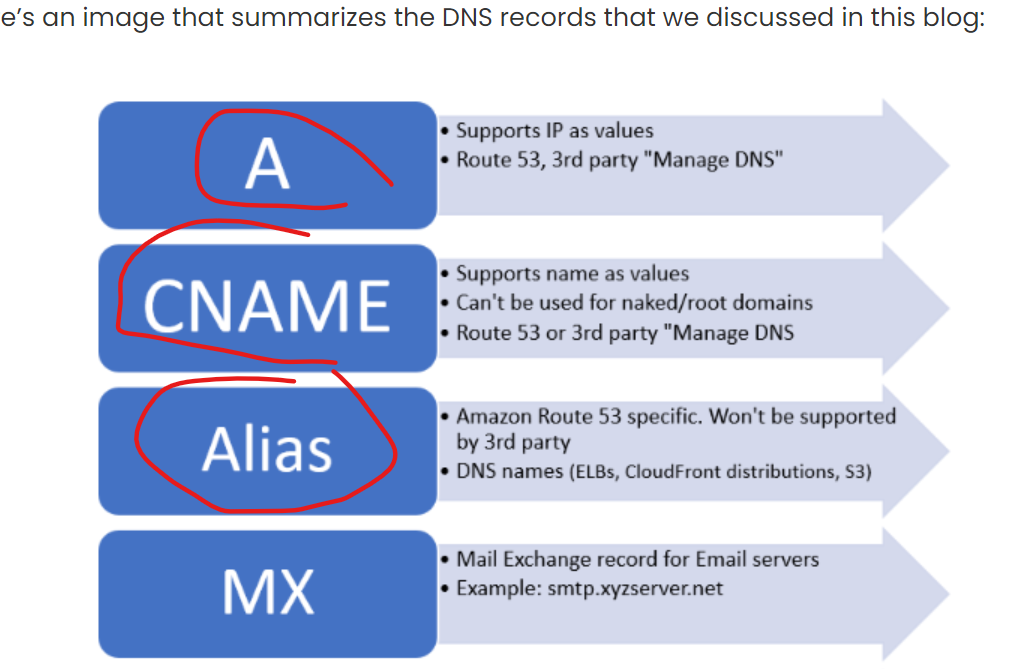 e's an image that summarizes the DNS records that we discussed in this blog:
A
• Supports IP as values
• Route 53, 3rd party "Manage DNS"
CNAME
• Supports name as values
• Can't be used for naked/root domains
• Route 53 or 3rd party "Manage DNS
Alias
• Amazon Route 53 specific. Won't be supported
by 3rd party
• DNS names (ELBs, CloudFront distributions, S3)
MX
• Mail Exchange record for Email servers
• Example: smtp.xyzserver.net